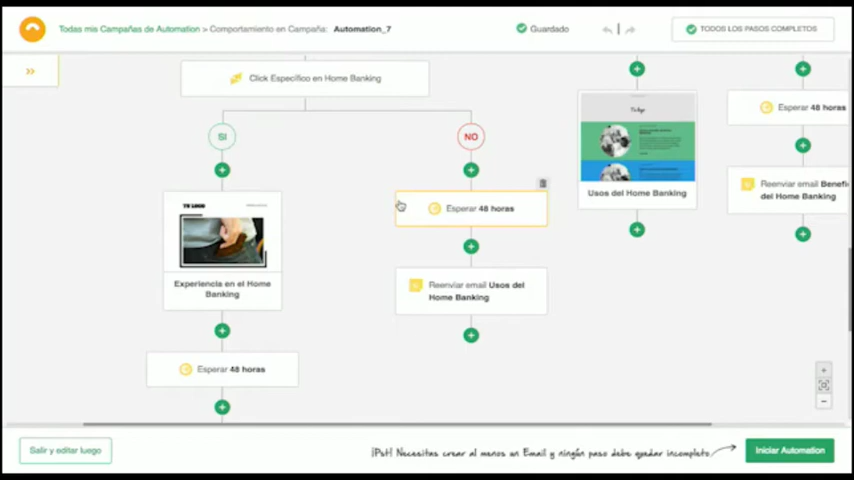 Todas mis Campañas de Automation > Comportamiento en Campaña: Automation_7
Guardado
TODOS LOS PASOS COMPLETOS
Click Específico en Home Banking
SI
NO
Esperar 48 horas
Reenviar email Usos del
Home Banking
TU LOGO
Experiencia en el Home
Banking
Esperar 48 horas
Usos del Home Banking
Esperar 48 horas
Reenviar email Benefi
del Home Banking
Salir y editar luego
¡Pst! Necesitas crear al menos un Email y ningún paso debe quedar incompleto.
Iniciar Automation